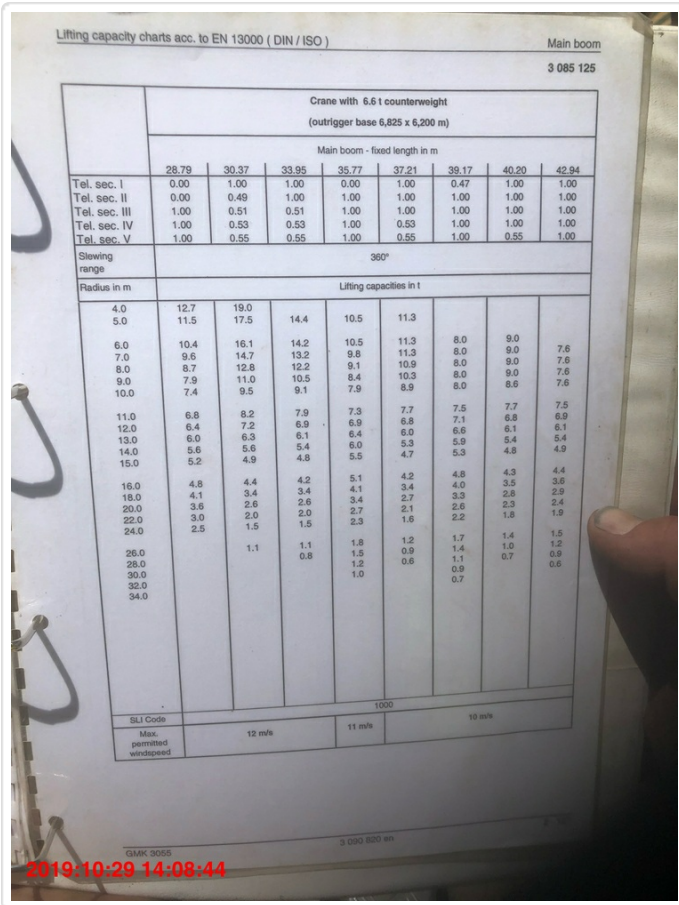 Lifting capacity charts acc. to EN 13000 ( DIN / ISO )
Main boom
3 085 125
Crane with 6.6 t counterweight
(outrigger base 6,825 x 6,200 m)
Main boom - fixed length in m
28.79 30.37 33.95 35.77 37.21 39.17 40.20 42.94
Tel. sec. I 0.00 1.00 1.00 0.00 1.00 0.47 1.00 1.00
Tel. sec. II 0.00 0.49 1.00 1.00 1.00 1.00 1.00 1.00
Tel. sec. III 1.00 0.51 0.51 1.00 1.00 1.00 1.00 1.00
Tel. sec. IV 1.00 0.53 0.53 1.00 0.53 1.00 1.00 1.00
Tel. sec. V 1.00 0.55 0.55 1.00 0.55 1.00 0.55 1.00
Slewing
range
360°
Radius in m Lifting capacities in t
4.0 12.7 19.0
5.0 11.5 17.5 14.4 10.5 11.3
6.0 10.4 16.1 14.2 10.5 11.3 8.0 9.0
7.0 9.6 14.7 13.2 9.8 11.3 8.0 9.0 7.6
8.0 8.7 12.8 12.2 9.1 10.9 8.0 9.0 7.6
9.0 7.9 11.0 10.5 8.4 10.3 8.0 9.0 7.6
10.0 7.4 9.5 9.1 7.9 8.9 8.0 8.6 7.6
11.0 6.8 8.2 7.9 7.3 7.7 7.5 7.7 7.5
12.0 6.4 7.2 6.9 6.9 6.8 7.1 6.8 6.9
13.0 6.0 6.3 6.1 6.4 6.0 6.6 6.1 6.1
14.0 5.6 5.6 5.4 6.0 5.3 5.9 5.4 5.4
15.0 5.2 4.9 4.8 5.5 4.7 5.3 4.8 4.9
16.0 4.8 4.4 4.2 5.1 4.2 4.8 4.3 4.4
18.0 4.1 3.4 3.4 4.1 3.4 4.0 3.5 3.6
20.0 3.6 2.6 2.6 3.4 2.7 3.3 2.8 2.9
22.0 3.0 2.0 2.0 2.7 2.1 2.6 2.3 2.4
24.0 2.5 1.5 1.5 2.3 1.6 2.2 1.8 1.9
26.0 1.1 1.1 1.8 1.2 1.7 1.4 1.5
28.0 0.8 1.5 0.9 1.4 1.0 1.2
30.0 1.2 0.6 1.1 0.7 0.9
32.0 1.0 0.9 0.6
34.0 0.7
SLI Code 1000
Max.
permitted
windspeed
12 m/s 11 m/s 10 m/s
GMK 3055 3 090 820 en
2019:10:29 14:08:44